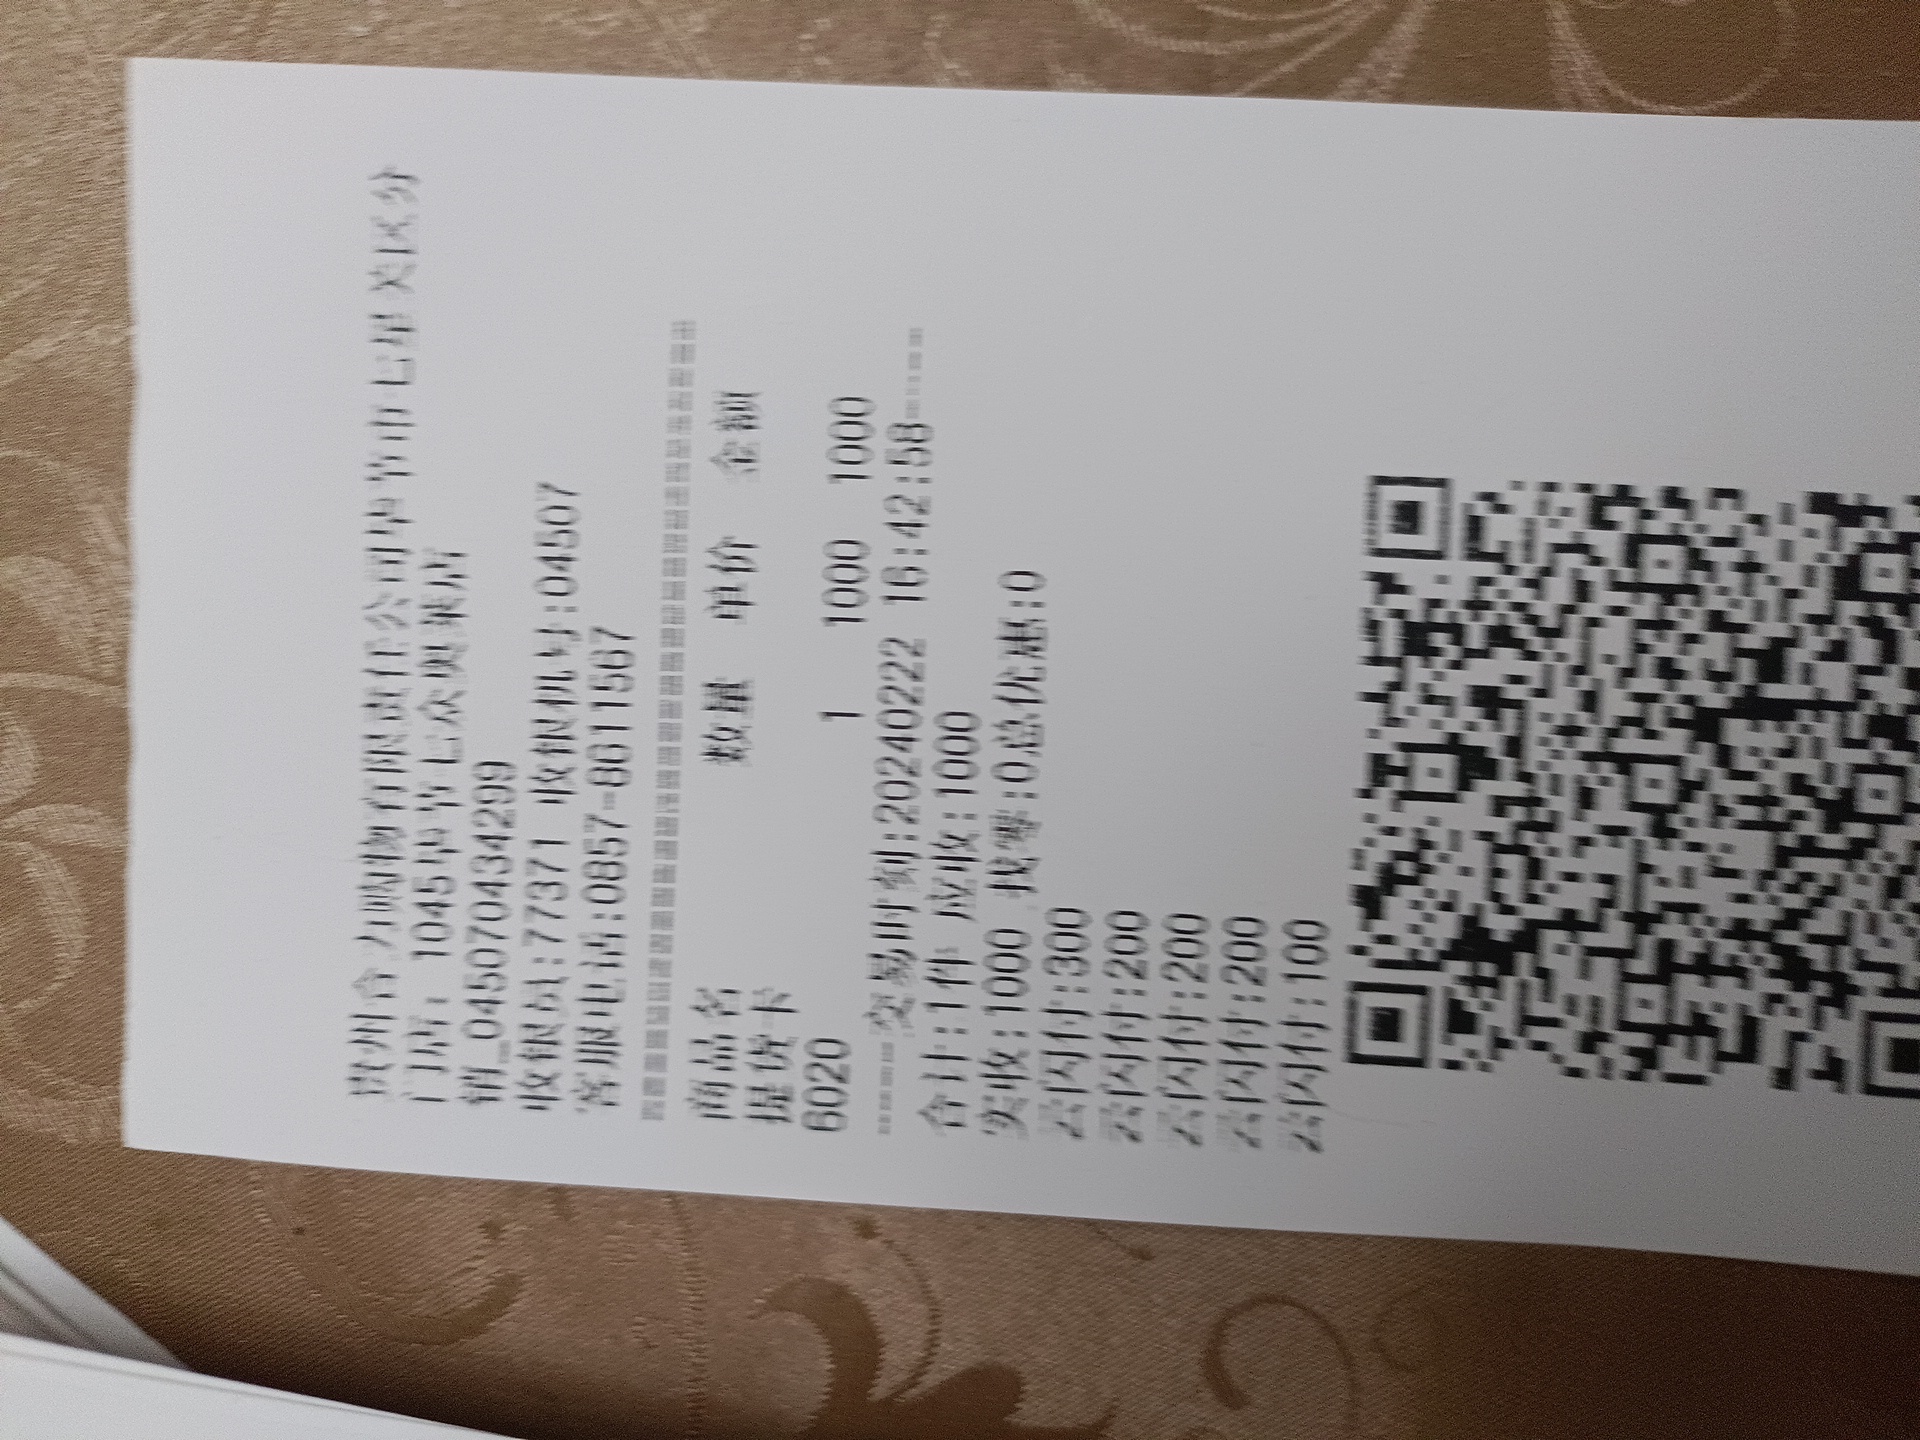 贵州合力购物有限责任公司毕节市七星关区分
门店: 1045毕节七众奥莱店
销_045070434299
收银员:77371 收银机号:04507
客服电话:0857-8611567
商品名 数量 单价 金额
提货卡
6020 1 1000 1000
交易时刻:20240222 16:42:58
合计:1件 应收:1000
实收:1000 找零:0总优惠:0
云闪付:300
云闪付:200
云闪付:200
云闪付:200
云闪付:100